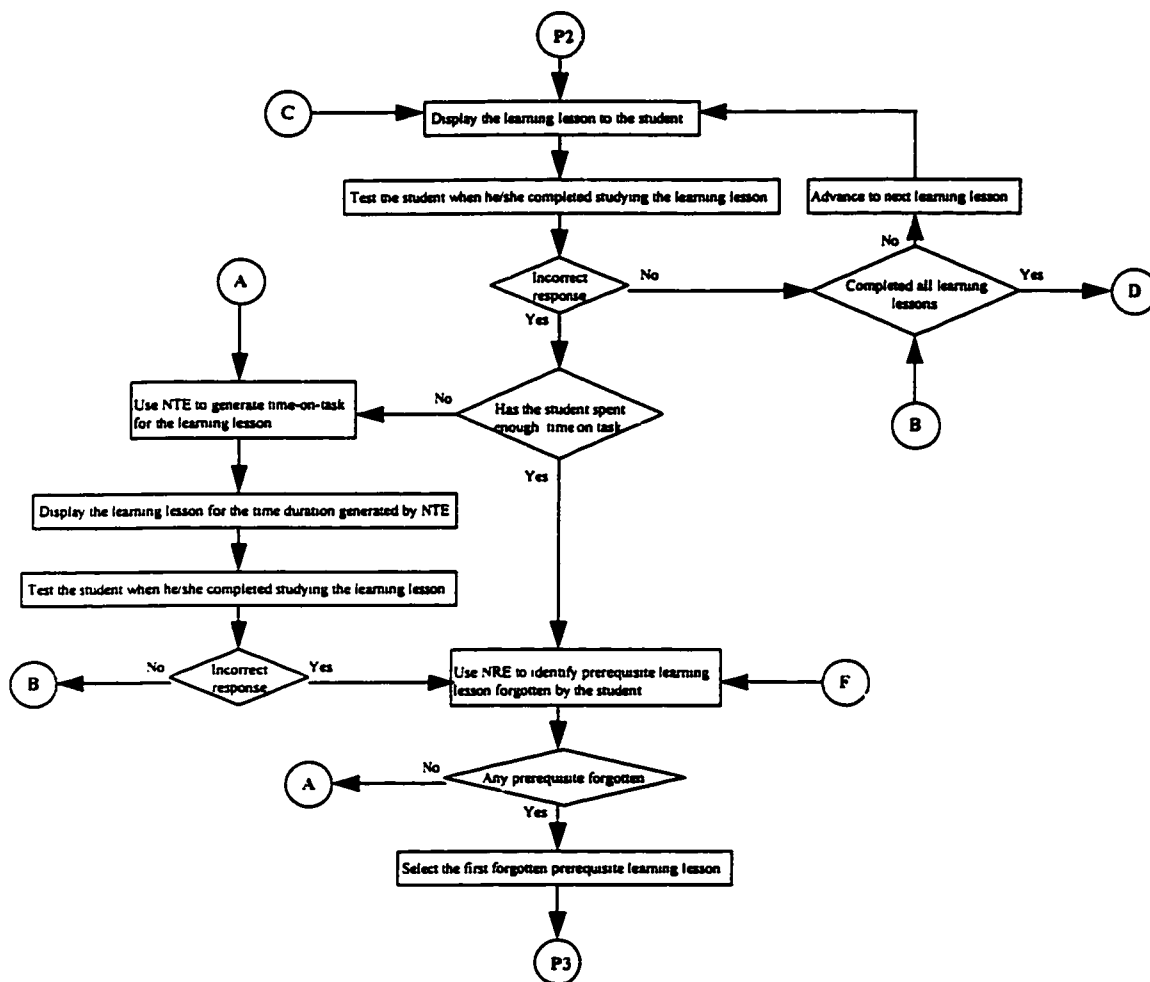 P2
C
Display the learning lesson to the student
Test the student when he/she completed studying the learning lesson
Advance to next learning lesson
No
A
Incorrect
response
No
Completed all learning
lessons
Yes
D
Yes
No
Use NTE to generate time-on-task
for the learning lesson
Has the student spent
enough time on task
B
Yes
Display the learning lesson for the time duration generated by NTE
Test the student when he/she completed studying the learning lesson
No
Incorrect
response
Yes
B
Use NRE to identify prerequisite learning
lesson forgotten by the student
F
No
Any prerequisite forgotten
A
Yes
Select the first forgotten prerequisite learning lesson
P3